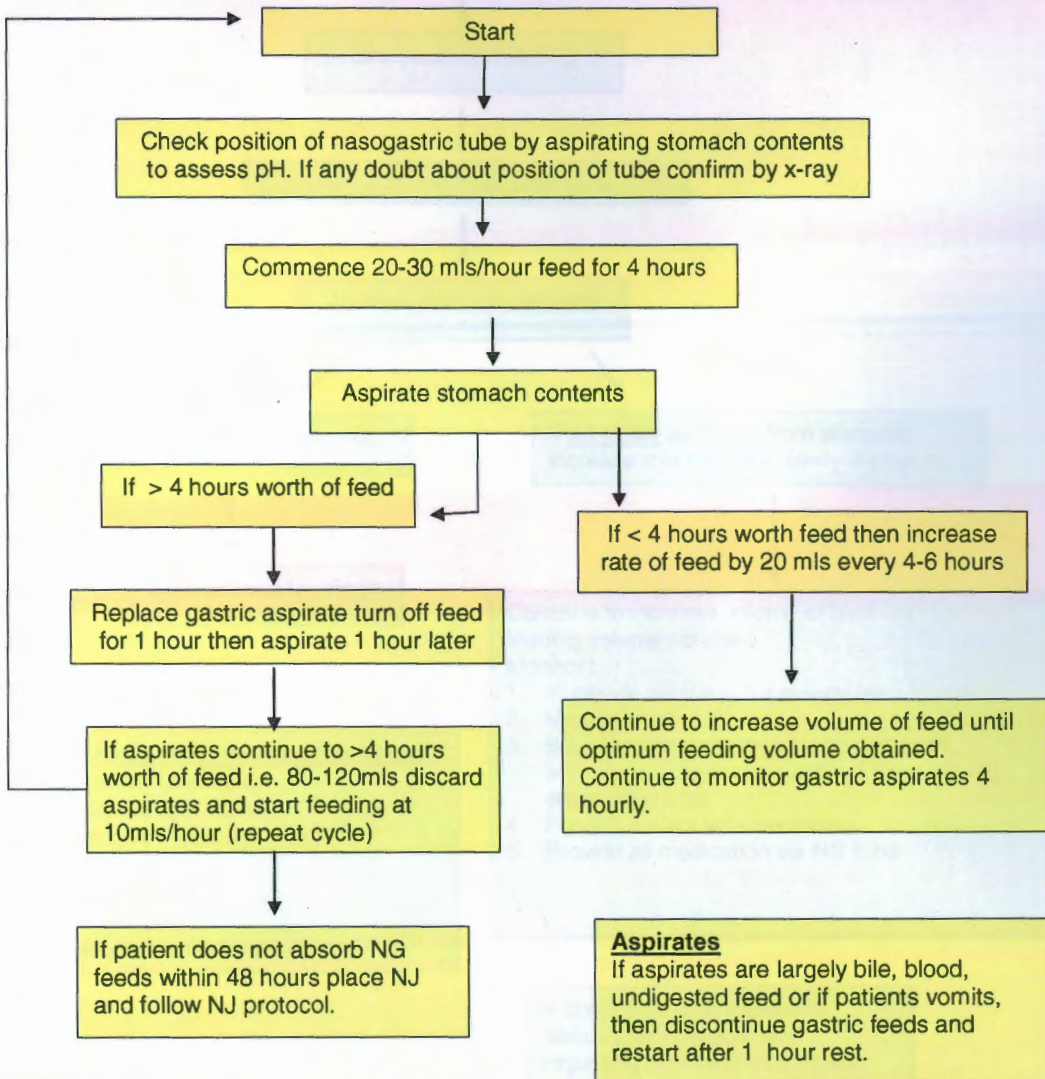 Start
Check position of nasogastric tube by aspirating stomach contents
to assess pH. If any doubt about position of tube confirm by x-ray
Commence 20-30 mls/hour feed for 4 hours
Aspirate stomach contents
If > 4 hours worth of feed
If < 4 hours worth feed then increase
rate of feed by 20 mls every 4-6 hours
Replace gastric aspirate turn off feed
for 1 hour then aspirate 1 hour later
Continue to increase volume of feed until
optimum feeding volume obtained.
Continue to monitor gastric aspirates 4
hourly.
If aspirates continue to >4 hours
worth of feed i.e. 80-120mls discard
aspirates and start feeding at
10mls/hour (repeat cycle)
If patient does not absorb NG
feeds within 48 hours place NJ
and follow NJ protocol.
Aspirates
If aspirates are largely bile, blood,
undigested feed or if patients vomits,
then discontinue gastric feeds and
restart after 1 hour rest.